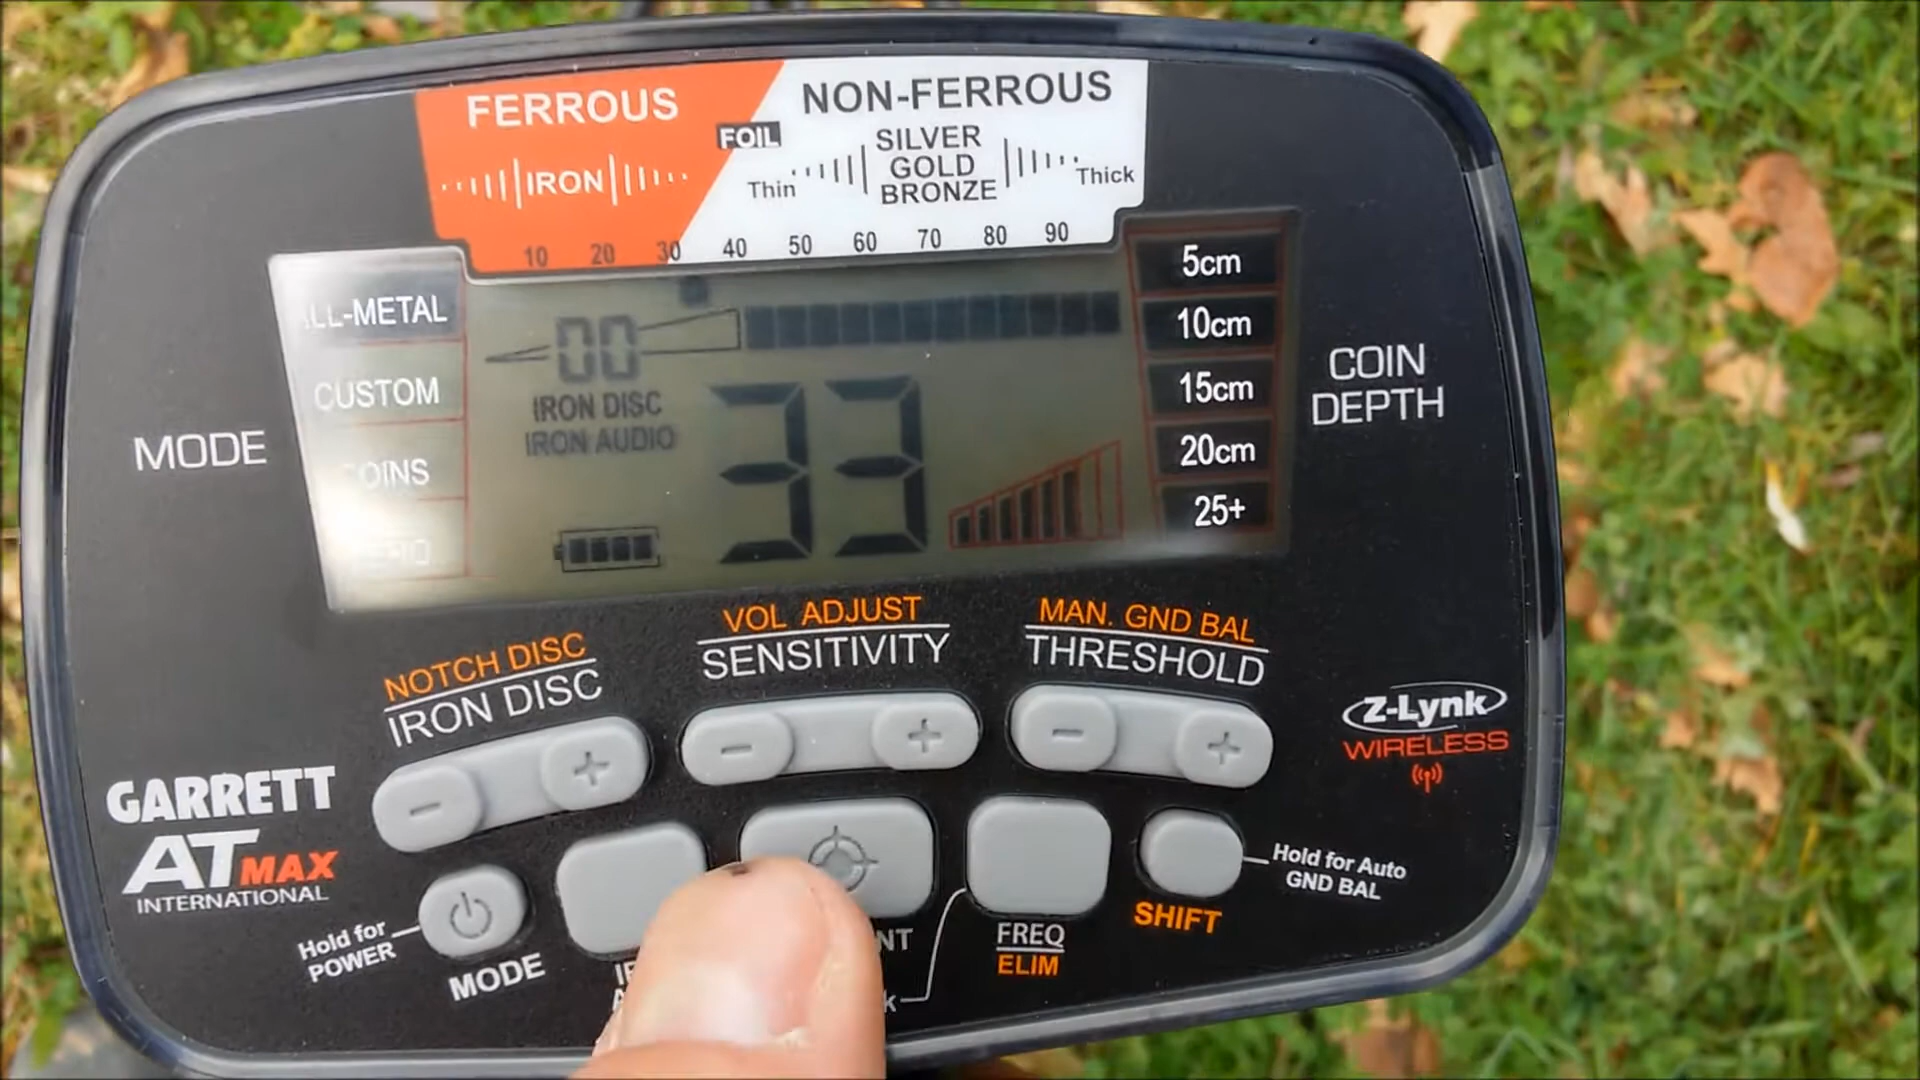 FERROUS
NON-FERROUS
FOIL
IRON
SILVER
GOLD
BRONZE
Thin
Thick
10 20 30 40 50 60 70 80 90
LL-METAL
CUSTOM
OINS
MODE
00
IRON DISC
IRON AUDIO
33
5cm
10cm
15cm
20cm
25+
COIN
DEPTH
NOTCH DISC
IRON DISC
VOL ADJUST
SENSITIVITY
MAN. GND BAL
THRESHOLD
- +
- +
- +
Z-Lynk
WIRELESS
GARRETT
AT MAX
INTERNATIONAL
Hold for
POWER
MODE
NT
FREQ
ELIM
SHIFT
Hold for Auto
GND BAL